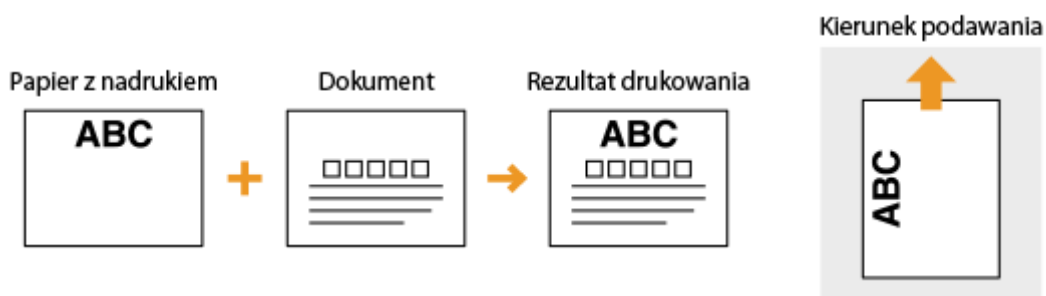 Kierunek podawania
Papier z nadrukiem
Dokument
Rezultat drukowania
ABC
ABC
ABC